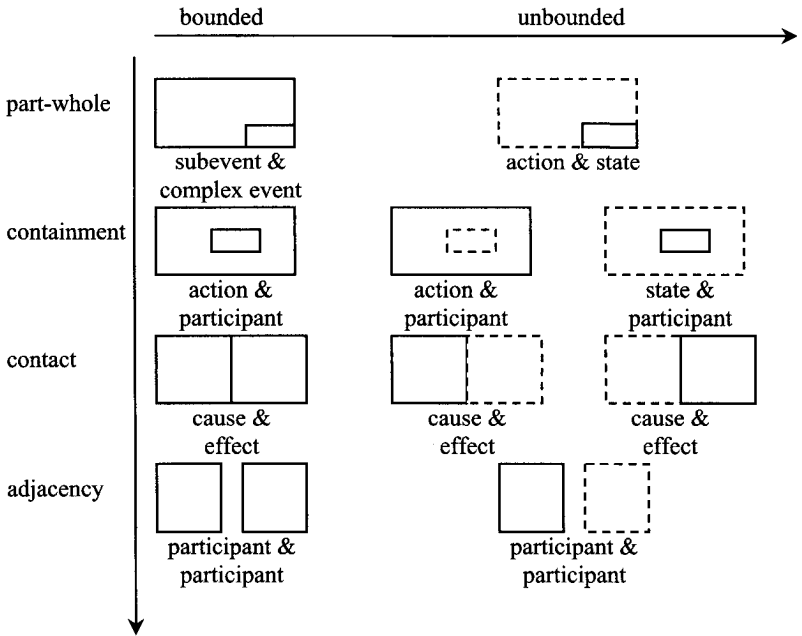 bounded unbounded
part-whole
subevent &
complex event
action & state
containment
action &
participant
action &
participant
state &
participant
contact
cause &
effect
cause &
effect
cause &
effect
adjacency
participant &
participant
participant &
participant